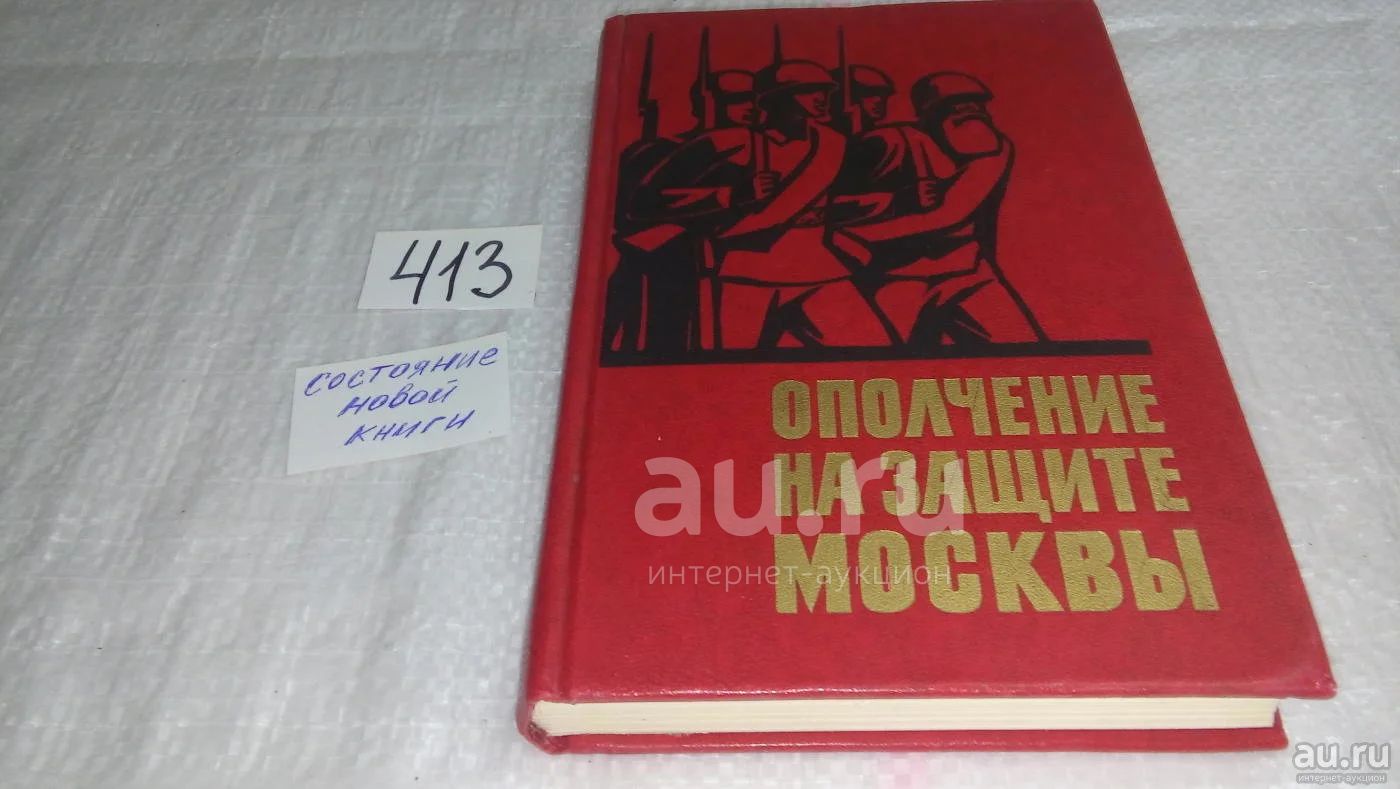 413
состояние
новой
книги
ОПОЛЧЕНИЕ
НА ЗАЩИТЕ
МОСКВЫ
au.ru
интернет-аукцион
au.ru
интернет-аукцион